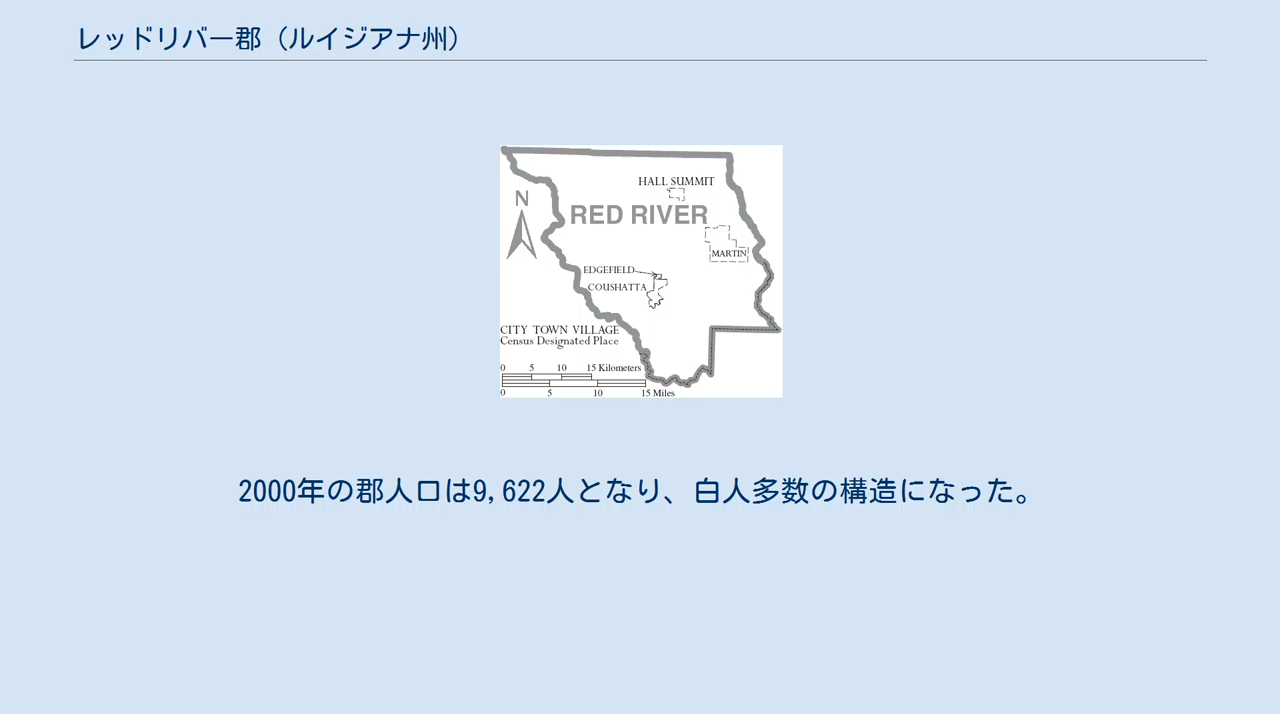 レッドリバー郡（ルイジアナ州）
HALL SUMMIT
N
RED RIVER
MARTIN
EDGEFIELD
COUSHATTA
CITY TOWN VILLAGE
Census Designated Place
0 5 10 15 Kilometers
0 5 10 15 Miles
2000年の郡人口は9,622人となり、白人多数の構造になった。